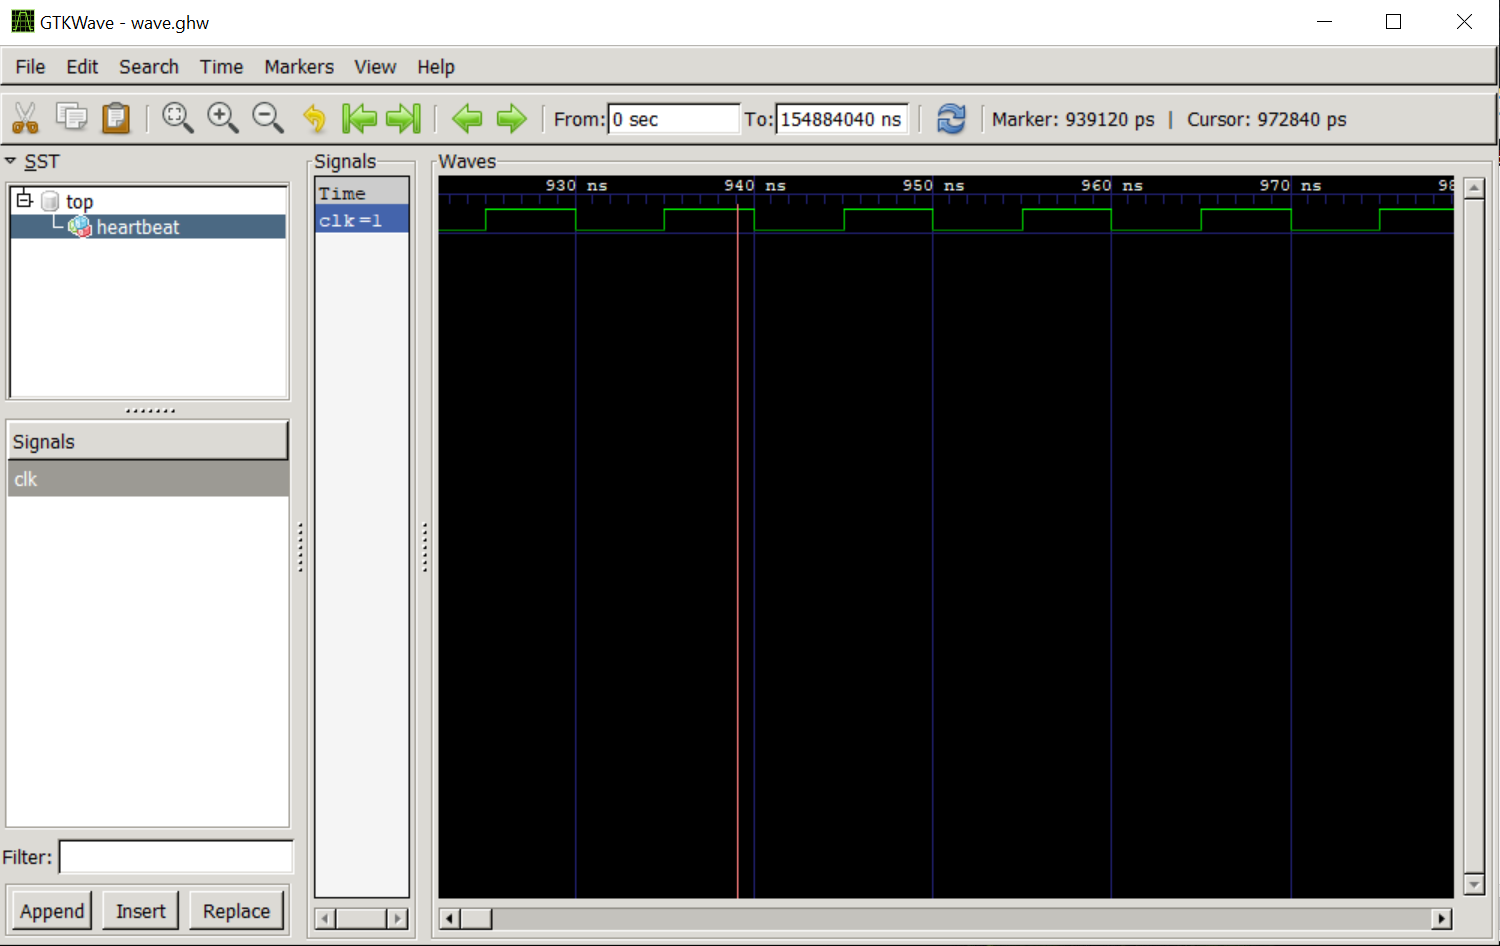 GTKWave - wave.ghw
File Edit Search Time Markers View Help
From: 0 sec To: 154884040 ns Marker: 939120 ps | Cursor: 972840 ps
SST
top
heartbeat
Signals
clk
Filter:
Append Insert Replace
Signals
Time
clk=1
Waves
930 ns 940 ns 950 ns 960 ns 970 ns 98